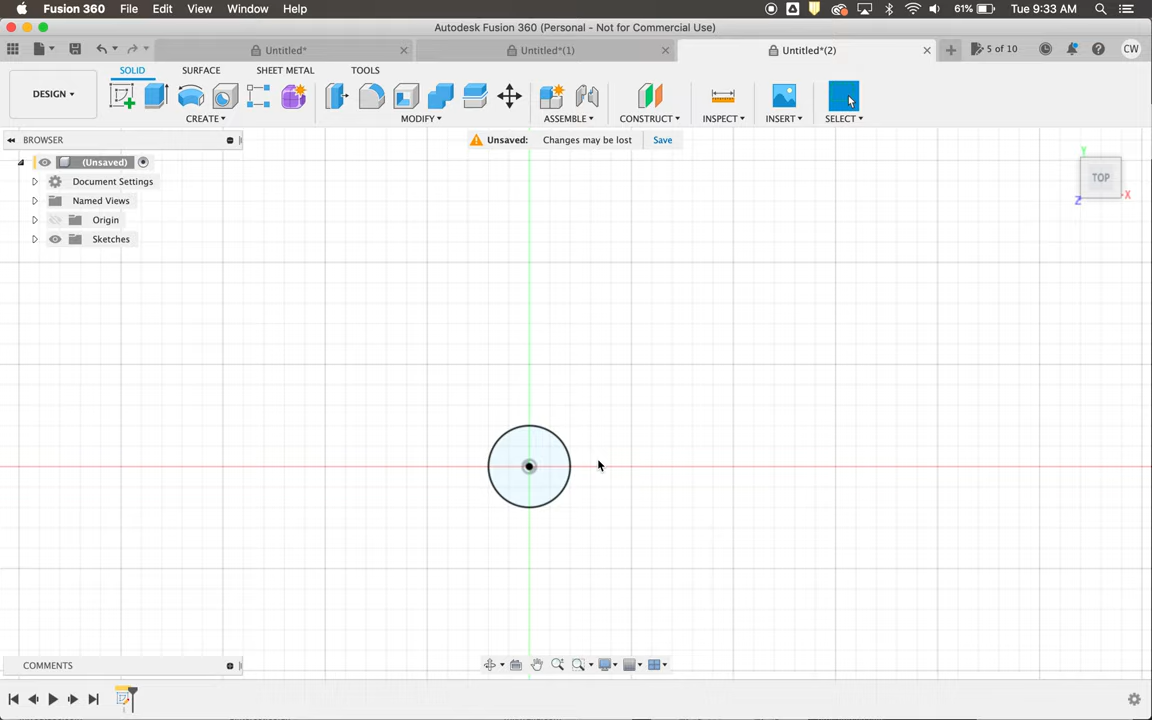 Fusion 360 File Edit View Window Help 61% Tue 9:33 AM
Autodesk Fusion 360 (Personal - Not for Commercial Use)
Untitled* Untitled*(1) Untitled*(2) 5 of 10 CW
SOLID SURFACE SHEET METAL TOOLS
DESIGN
CREATE MODIFY ASSEMBLE CONSTRUCT INSPECT INSERT SELECT
BROWSER Unsaved: Changes may be lost Save
(Unsaved)
Document Settings
Named Views
Origin
Sketches
Y
TOP
X
Z
COMMENTS